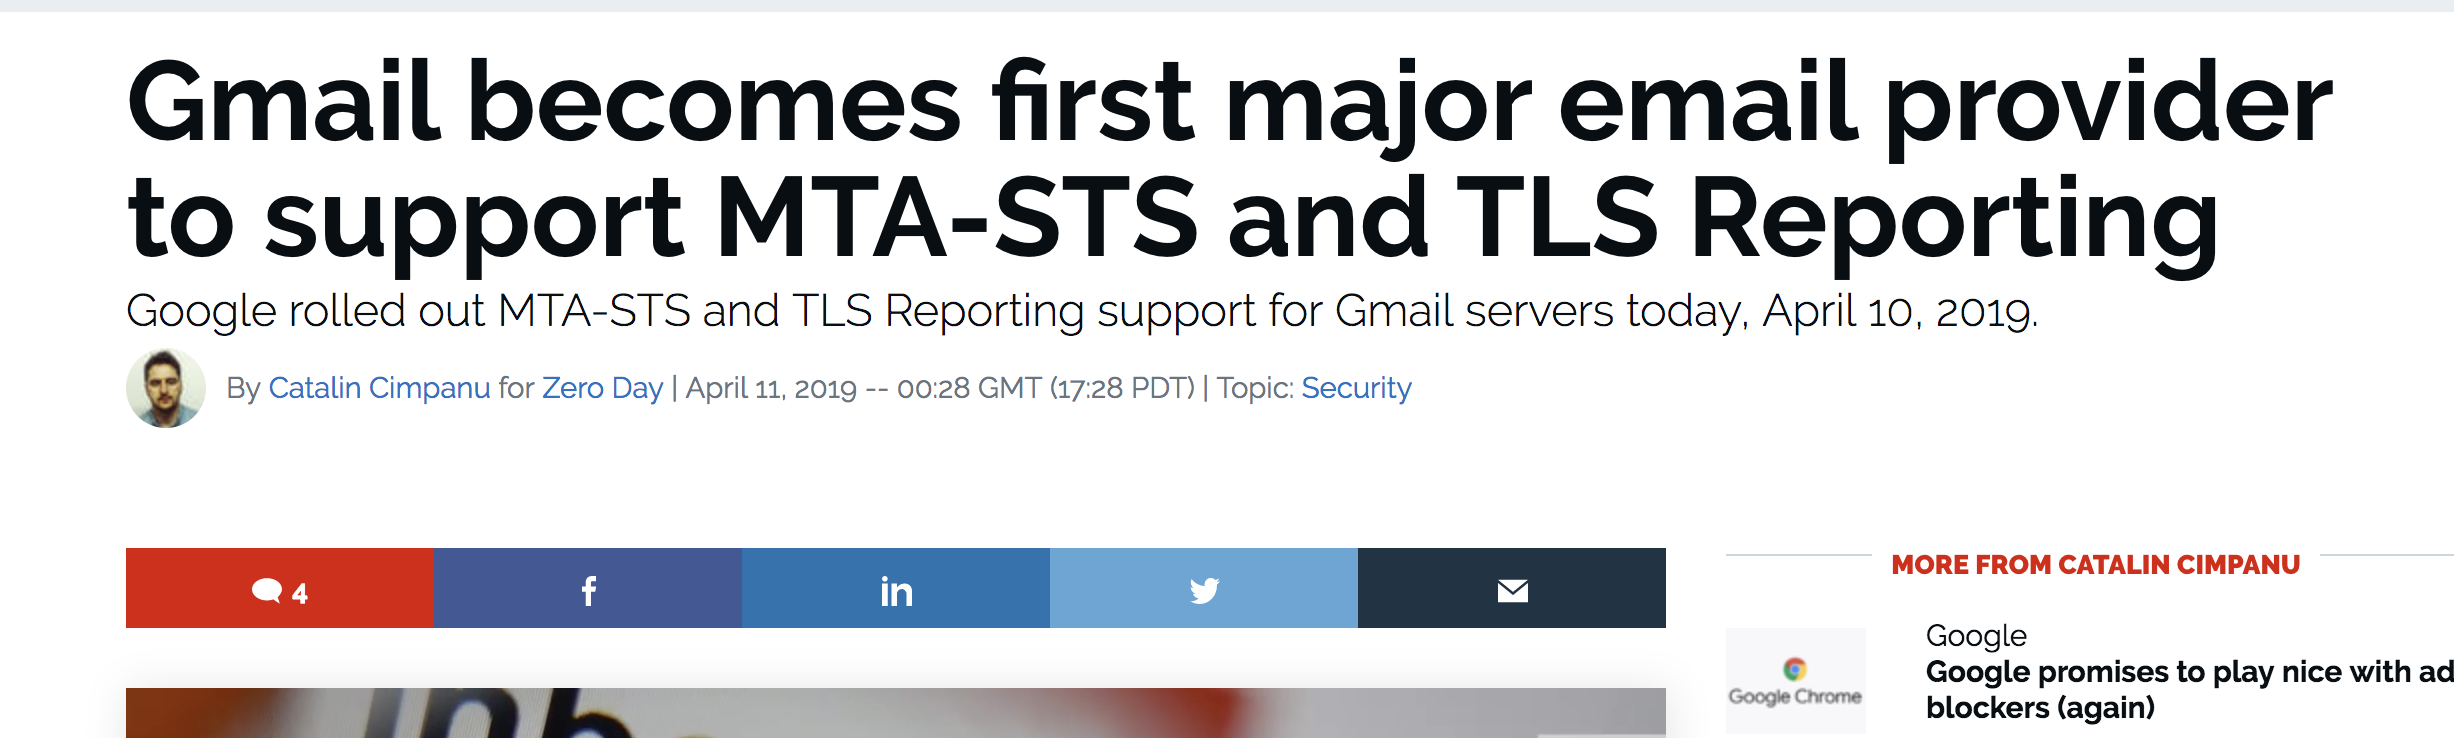 Gmail becomes first major email provider
to support MTA-STS and TLS Reporting
Google rolled out MTA-STS and TLS Reporting support for Gmail servers today, April 10, 2019.
By Catalin Cimpanu for Zero Day | April 11, 2019 -- 00:28 GMT (17:28 PDT) | Topic: Security
4
f
in
MORE FROM CATALIN CIMPANU
Google
Google promises to play nice with ad
blockers (again)
Google Chrome